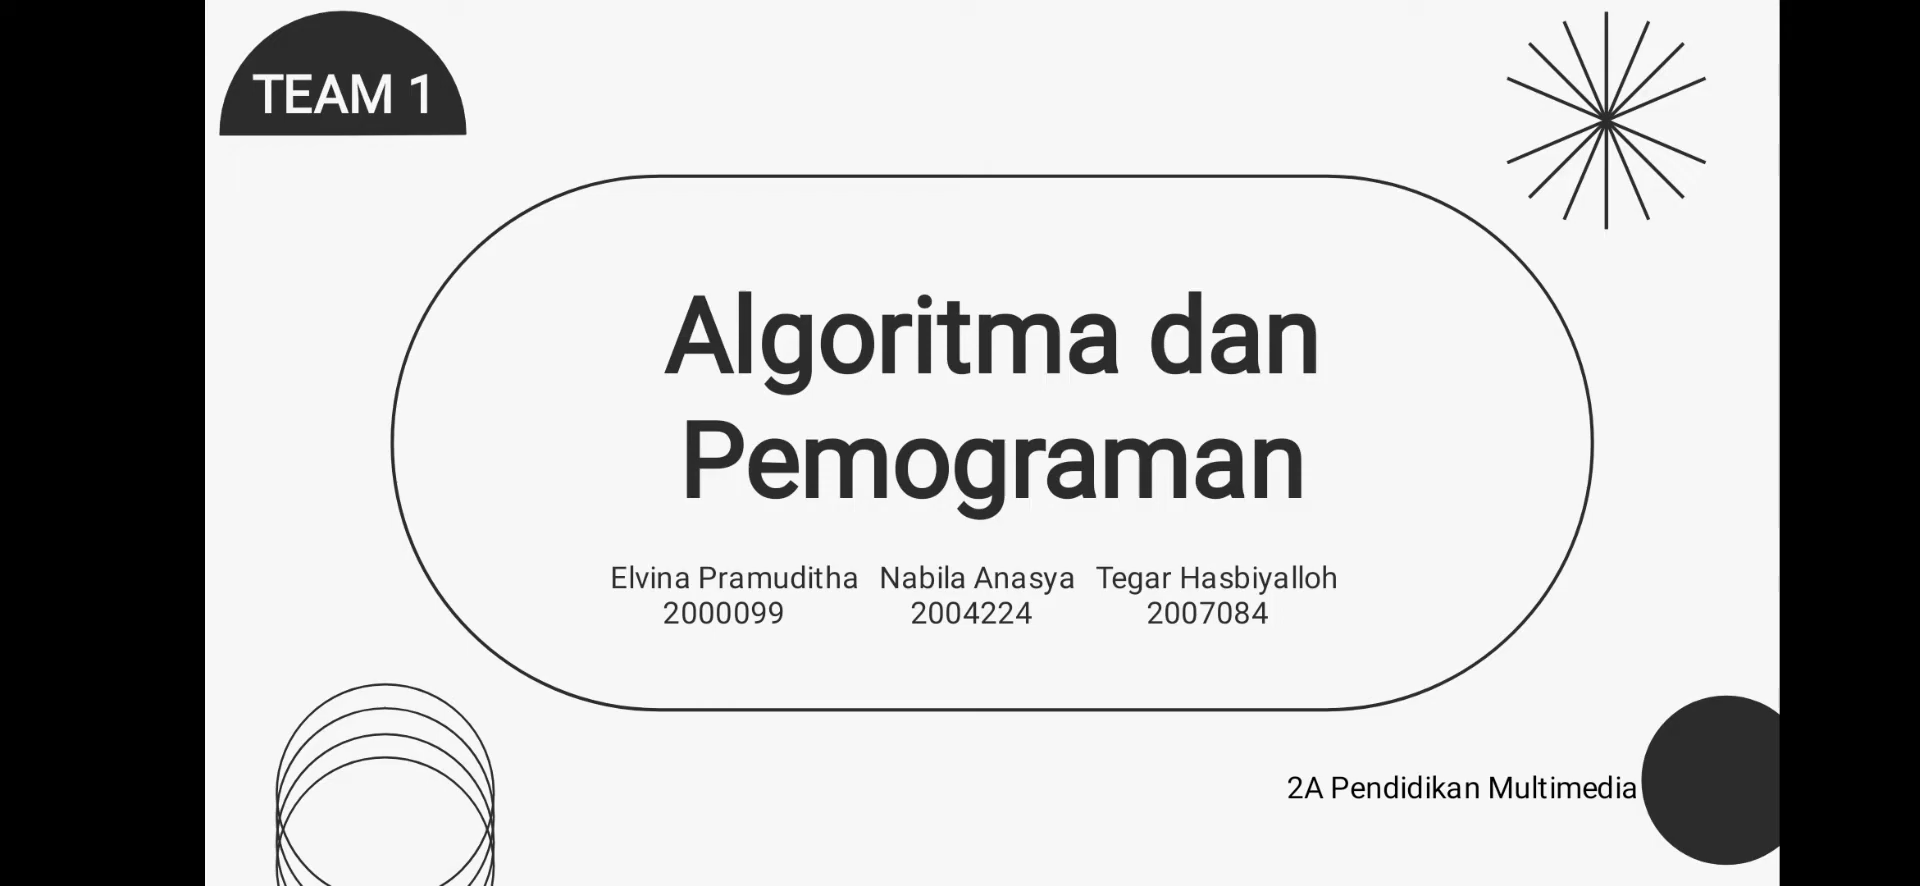 TEAM 1
Algoritma dan
Pemograman
Elvina Pramuditha Nabila Anasya Tegar Hasbiyalloh
2000099 2004224 2007084
2A Pendidikan Multimedia